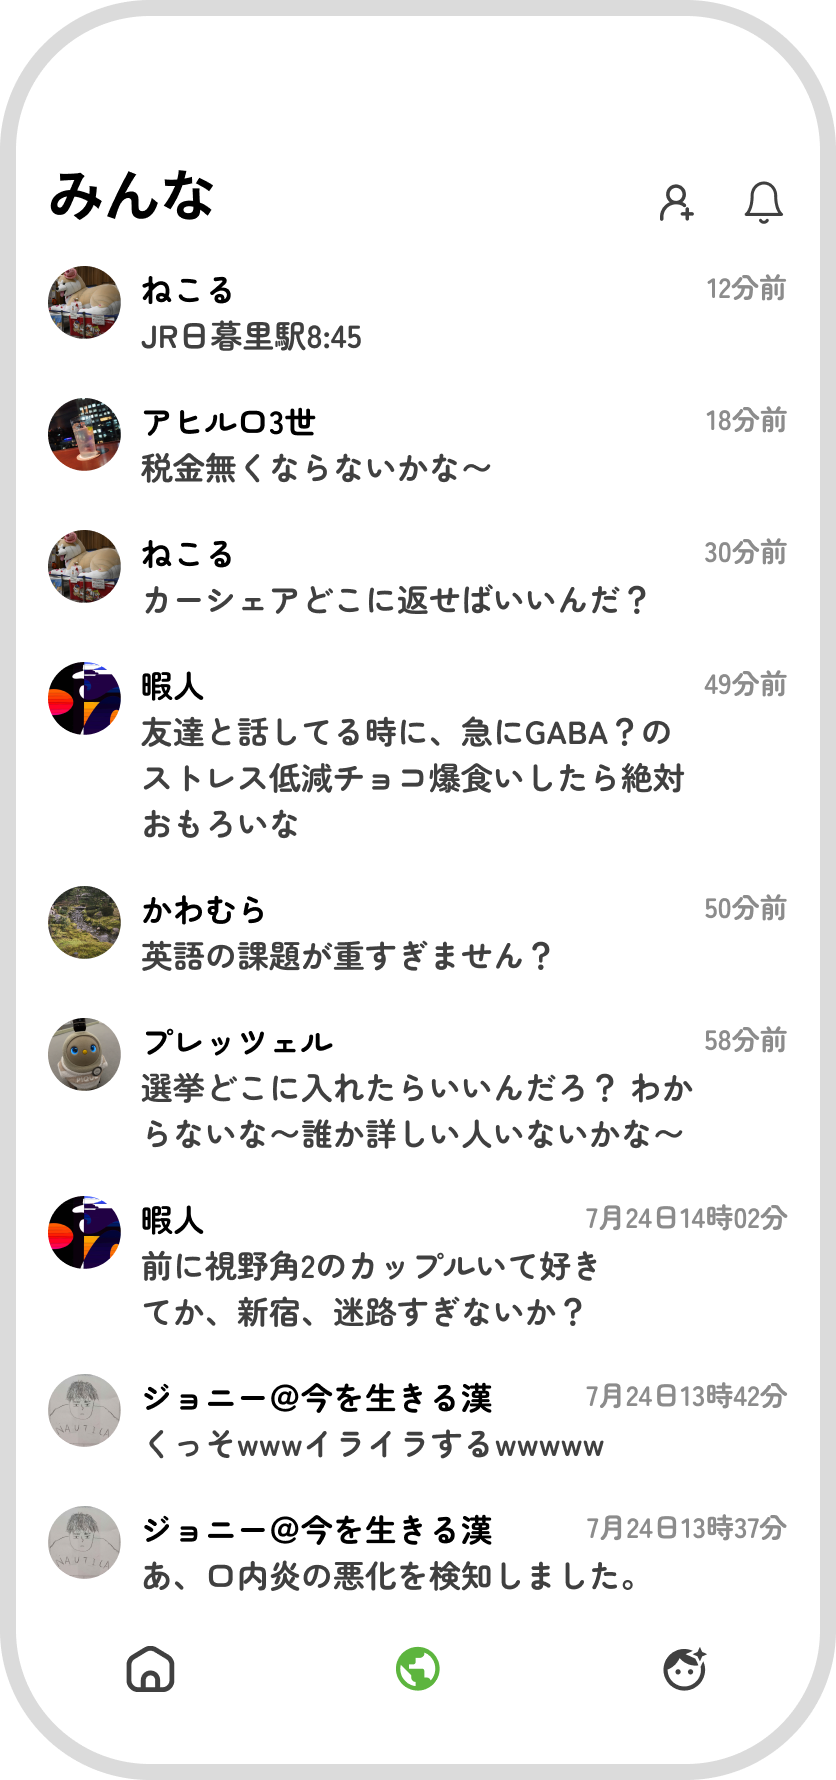 みんな
ねこる 12分前
JR日暮里駅8:45
アヒル口3世 18分前
税金無くならないかな〜
ねこる 30分前
カーシェアどこに返せばいいんだ？
暇人 49分前
友達と話してる時に、急にGABA？の
ストレス低減チョコ爆食いしたら絶対
おもろいな
かわむら 50分前
英語の課題が重すぎません？
プレッツェル 58分前
選挙どこに入れたらいいんだろ？ わか
らないな〜誰か詳しい人いないかな〜
暇人 7月24日14時02分
前に視野角2のカップルいて好き
てか、新宿、迷路すぎないか？
ジョニー@今を生きる漢 7月24日13時42分
くっそwwwイライラするwwwww
ジョニー@今を生きる漢 7月24日13時37分
あ、口内炎の悪化を検知しました。